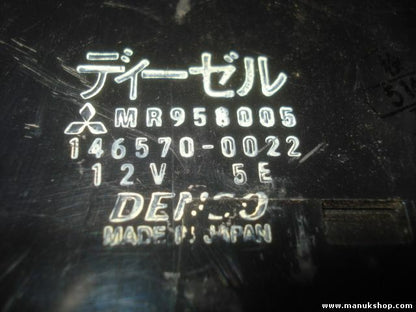 ディーゼル
MR958005
146570-0022
12V 5E
DENSO
MADE IN JAPAN
www.manukshop.com